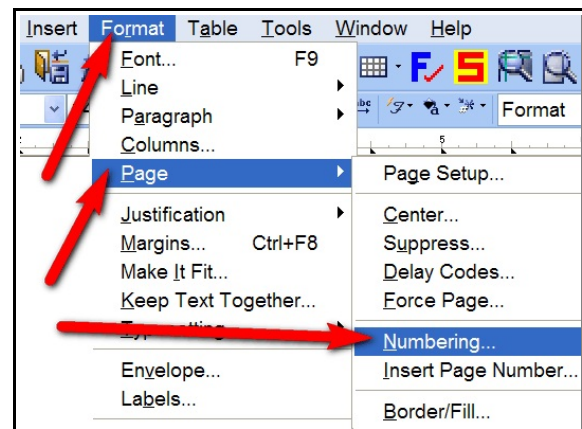 Insert Format Table Tools Window Help
Font... F9
Line
Paragraph
Format
Columns...
5
Page
Page Setup...
Justification
Center...
Margins... Ctrl+F8
Suppress...
Make It Fit...
Delay Codes...
Keep Text Together...
Force Page...
Numbering...
Envelope...
Insert Page Number...
Labels...
Border/Fill...